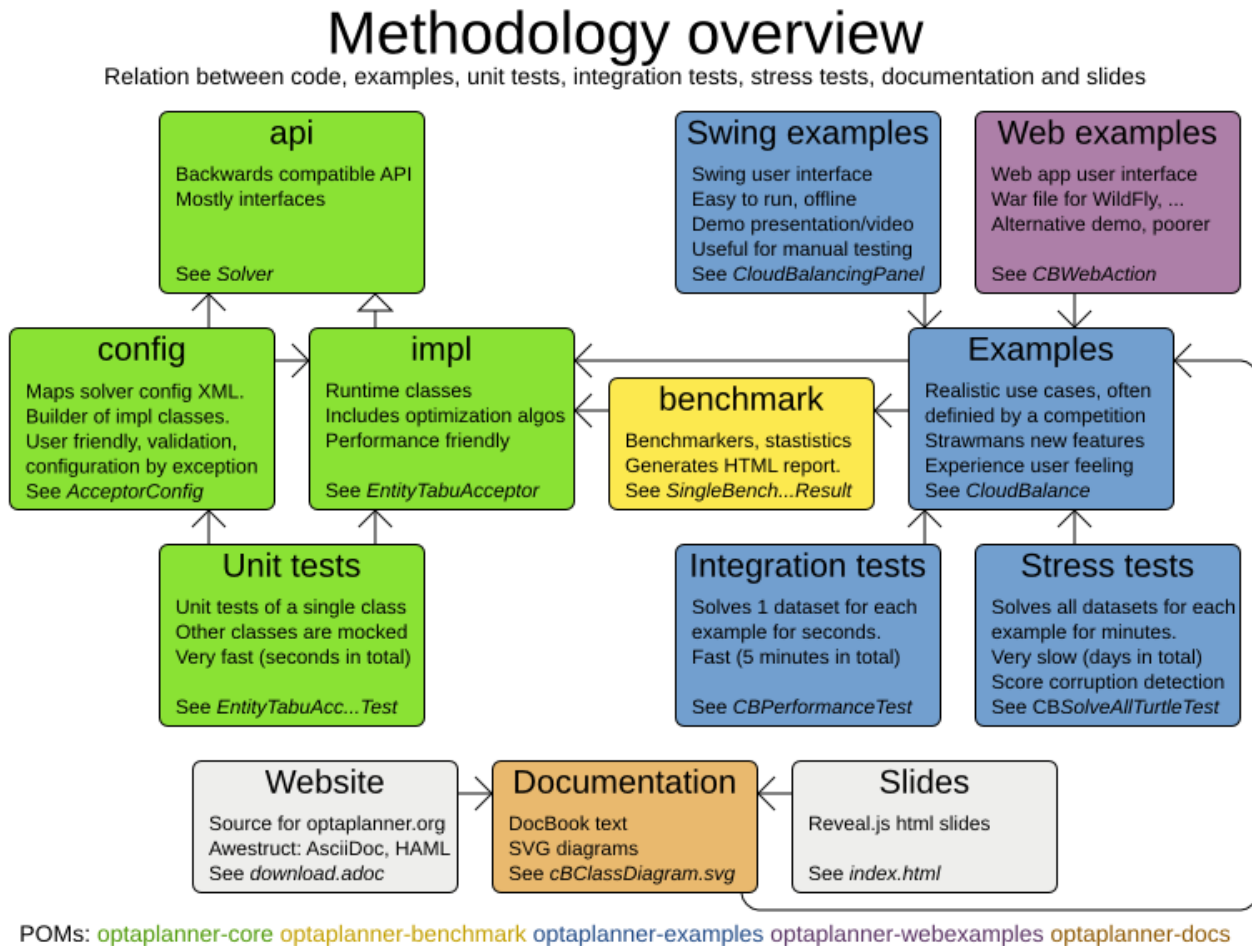 Methodology overview
Relation between code, examples, unit tests, integration tests, stress tests, documentation and slides
api
Backwards compatible API
Mostly interfaces
See Solver
Swing examples
Swing user interface
Easy to run, offline
Demo presentation/video
Useful for manual testing
See CloudBalancingPanel
Web examples
Web app user interface
War file for WildFly, ...
Alternative demo, poorer
See CBWebAction
config
Maps solver config XML.
Builder of impl classes.
User friendly, validation,
configuration by exception
See AcceptorConfig
impl
Runtime classes
Includes optimization algos
Performance friendly
See EntityTabuAcceptor
benchmark
Benchmarkers, stastistics
Generates HTML report.
See SingleBench...Result
Examples
Realistic use cases, often
definied by a competition
Strawmans new features
Experience user feeling
See CloudBalance
Unit tests
Unit tests of a single class
Other classes are mocked
Very fast (seconds in total)
See EntityTabuAcc...Test
Integration tests
Solves 1 dataset for each
example for seconds.
Fast (5 minutes in total)
See CBPerformanceTest
Stress tests
Solves all datasets for each
example for minutes.
Very slow (days in total)
Score corruption detection
See CBSolveAllTurtleTest
Website
Source for optaplanner.org
Awestruct: AsciiDoc, HAML
See download.adoc
Documentation
DocBook text
SVG diagrams
See cBClassDiagram.svg
Slides
Reveal.js html slides
See index.html
POMs: optaplanner-core optaplanner-benchmark optaplanner-examples optaplanner-webexamples optaplanner-docs